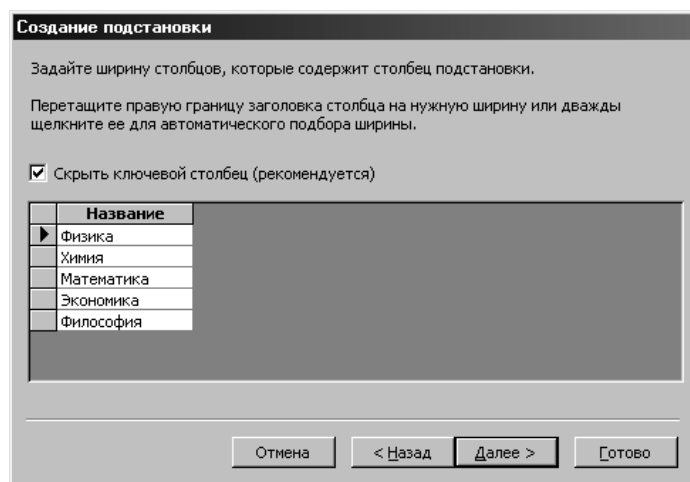 Создание подстановки
Задайте ширину столбцов, которые содержит столбец подстановки.
Перетащите правую границу заголовка столбца на нужную ширину или дважды
щелкните ее для автоматического подбора ширины.
Скрыть ключевой столбец (рекомендуется)
Название
Физика
Химия
Математика
Экономика
Философия
Отмена < Назад Далее > Готово